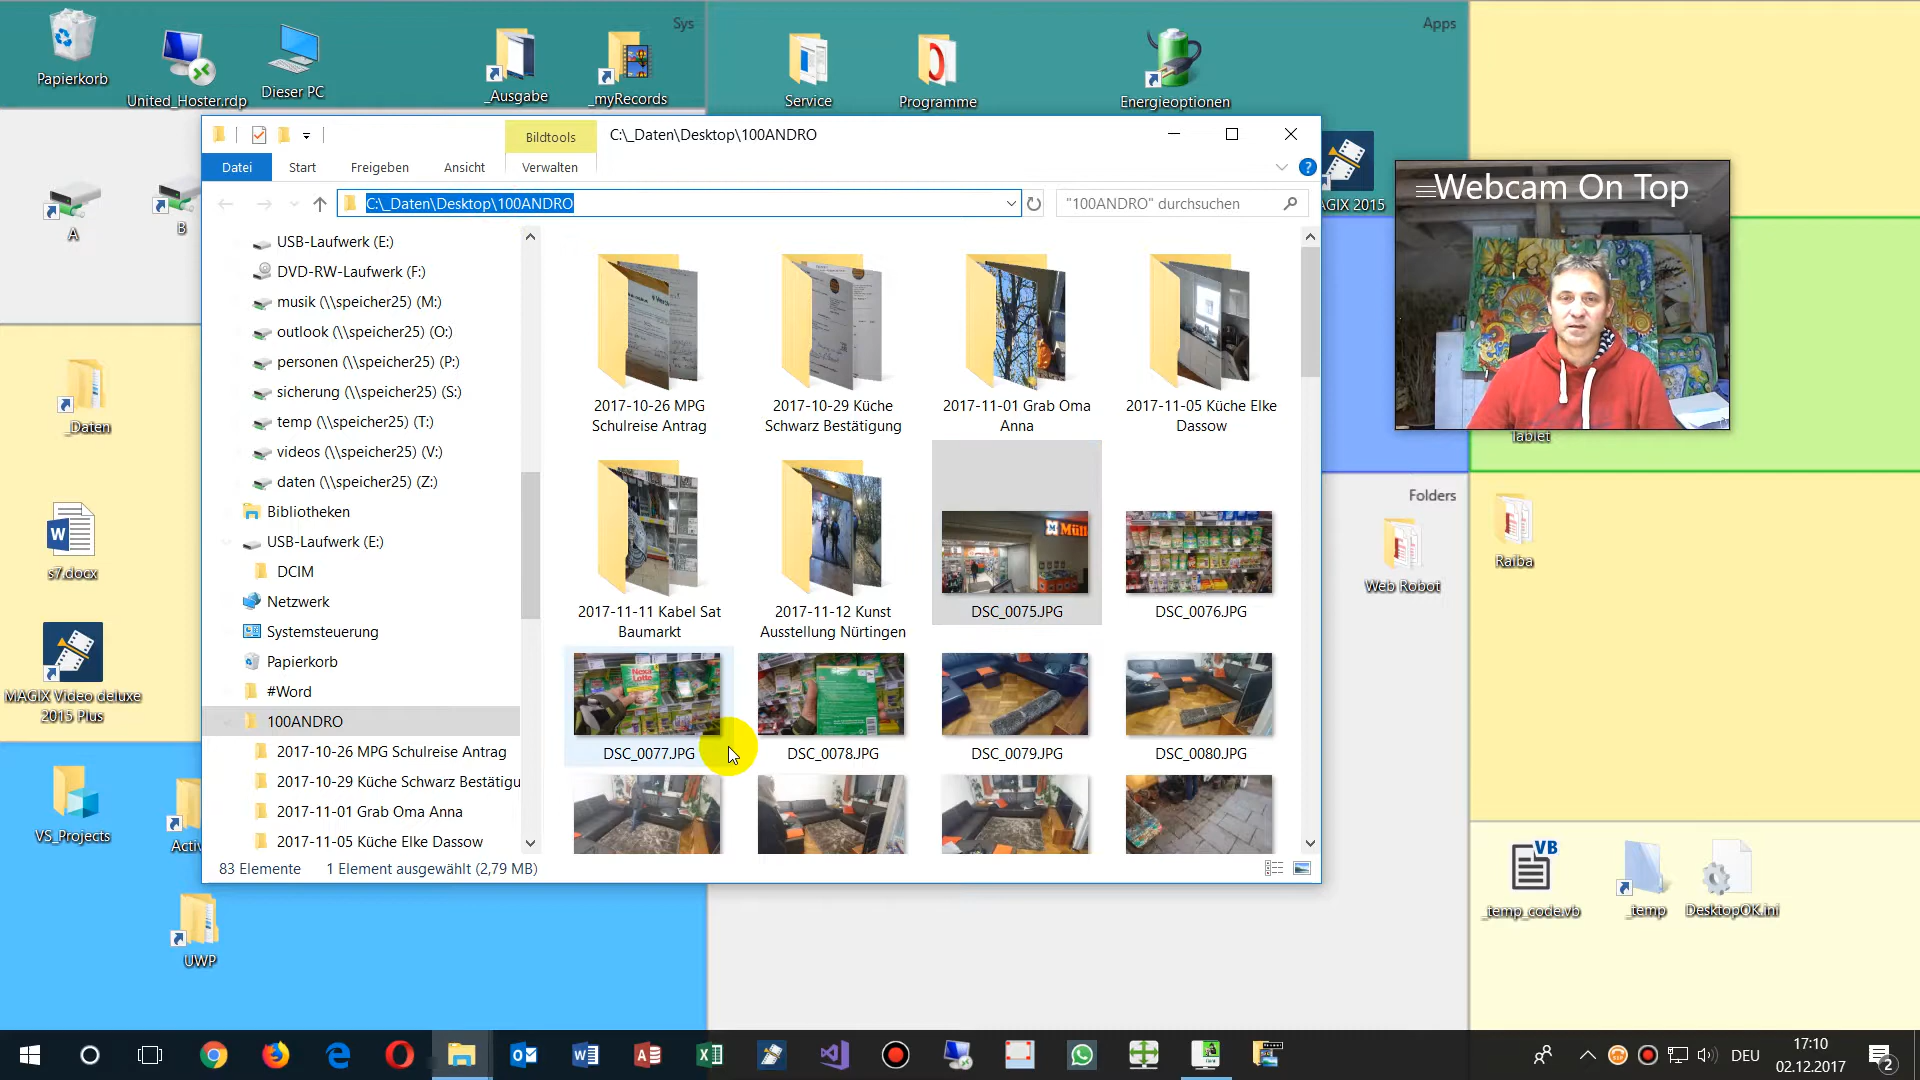 Sys
Apps
Papierkorb
United_Hoster.rdp
Dieser PC
_Ausgabe
_myRecords
Service
Programme
Energieoptionen
Bildtools
C:\_Daten\Desktop\100ANDRO
Datei
Start
Freigeben
Ansicht
Verwalten
C:\_Daten\Desktop\100ANDRO
"100ANDRO" durchsuchen
AGIX 2015
Webcam On Top
A
B
USB-Laufwerk (E:)
DVD-RW-Laufwerk (F:)
musik (\\speicher25) (M:)
outlook (\\speicher25) (O:)
personen (\\speicher25) (P:)
sicherung (\\speicher25) (S:)
temp (\\speicher25) (T:)
videos (\\speicher25) (V:)
daten (\\speicher25) (Z:)
Bibliotheken
USB-Laufwerk (E:)
DCIM
Netzwerk
Systemsteuerung
Papierkorb
#Word
100ANDRO
2017-10-26 MPG Schulreise Antrag
2017-10-29 Küche Schwarz Bestätigu
2017-11-01 Grab Oma Anna
2017-11-05 Küche Elke Dassow
2017-10-26 MPG
Schulreise Antrag
2017-10-29 Küche
Schwarz Bestätigung
2017-11-01 Grab Oma
Anna
2017-11-05 Küche Elke
Dassow
2017-11-11 Kabel Sat
Baumarkt
2017-11-12 Kunst
Ausstellung Nürtingen
Müll
DSC_0075.JPG
DSC_0076.JPG
DSC_0077.JPG
DSC_0078.JPG
DSC_0079.JPG
DSC_0080.JPG
83 Elemente
1 Element ausgewählt (2,79 MB)
_Daten
s7.docx
MAGIX Video deluxe
2015 Plus
VS_Projects
Activ
UWP
Tablet
Folders
Web Robot
Raiba
VB
_temp_code.vb
_temp
DesktopOK.ini
DEU
17:10
02.12.2017
2